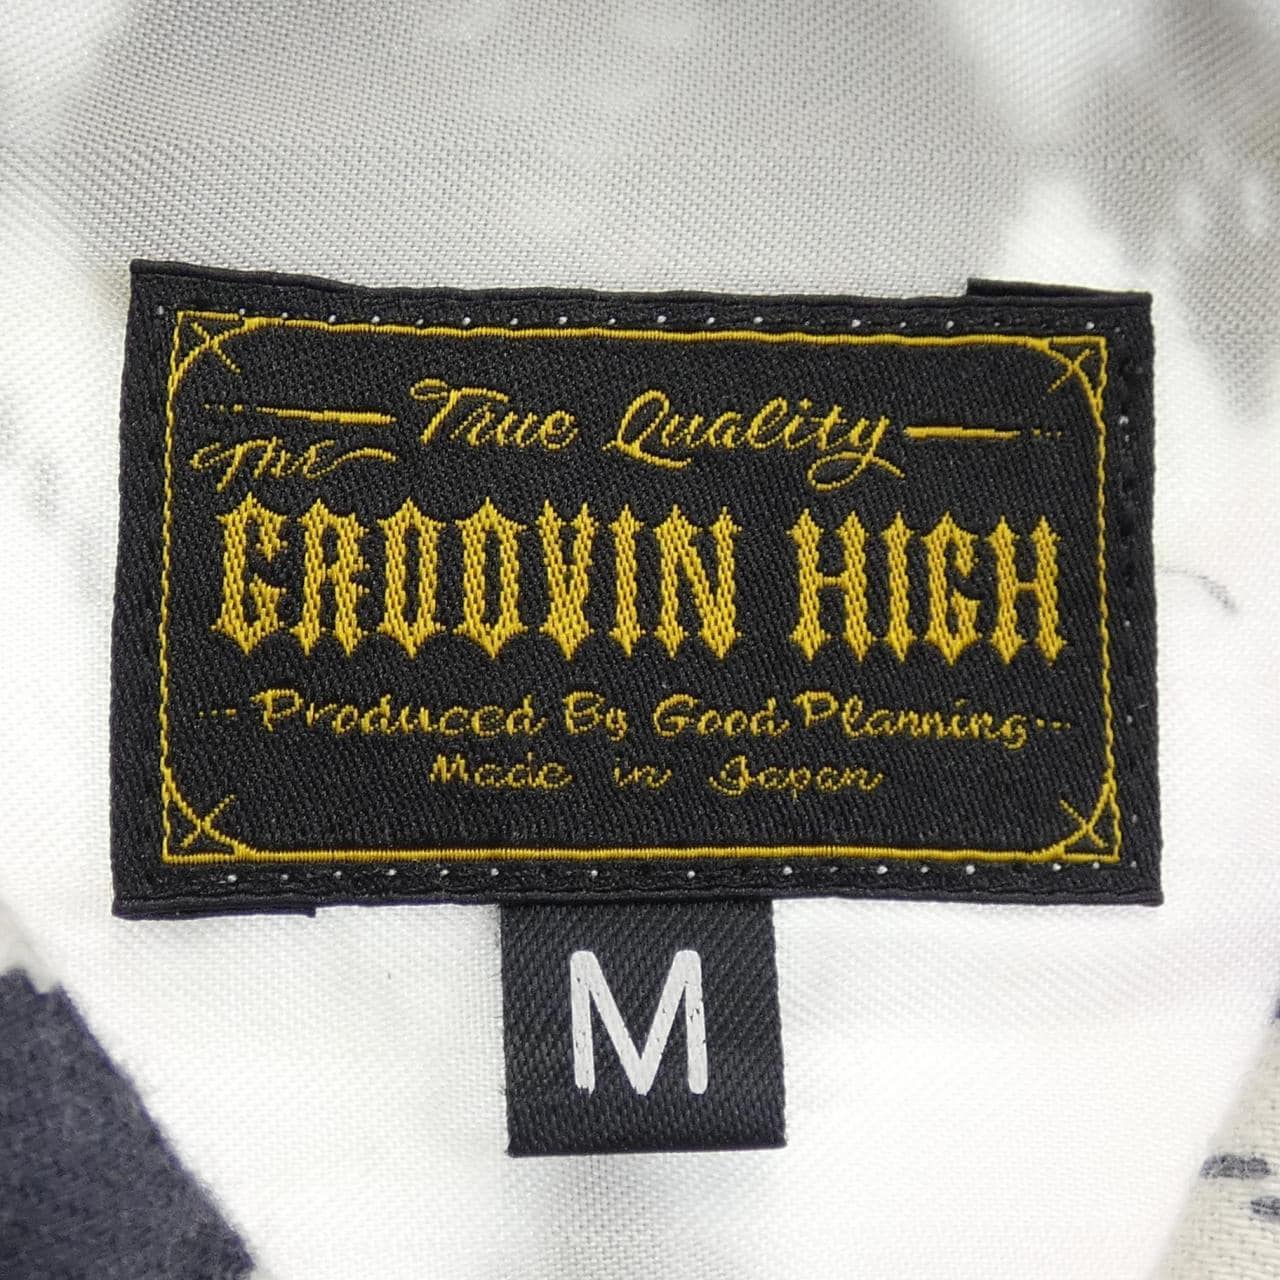 True Quality
The
GROOVIN HIGH
Produced By Good Planning
Made in Japan
M